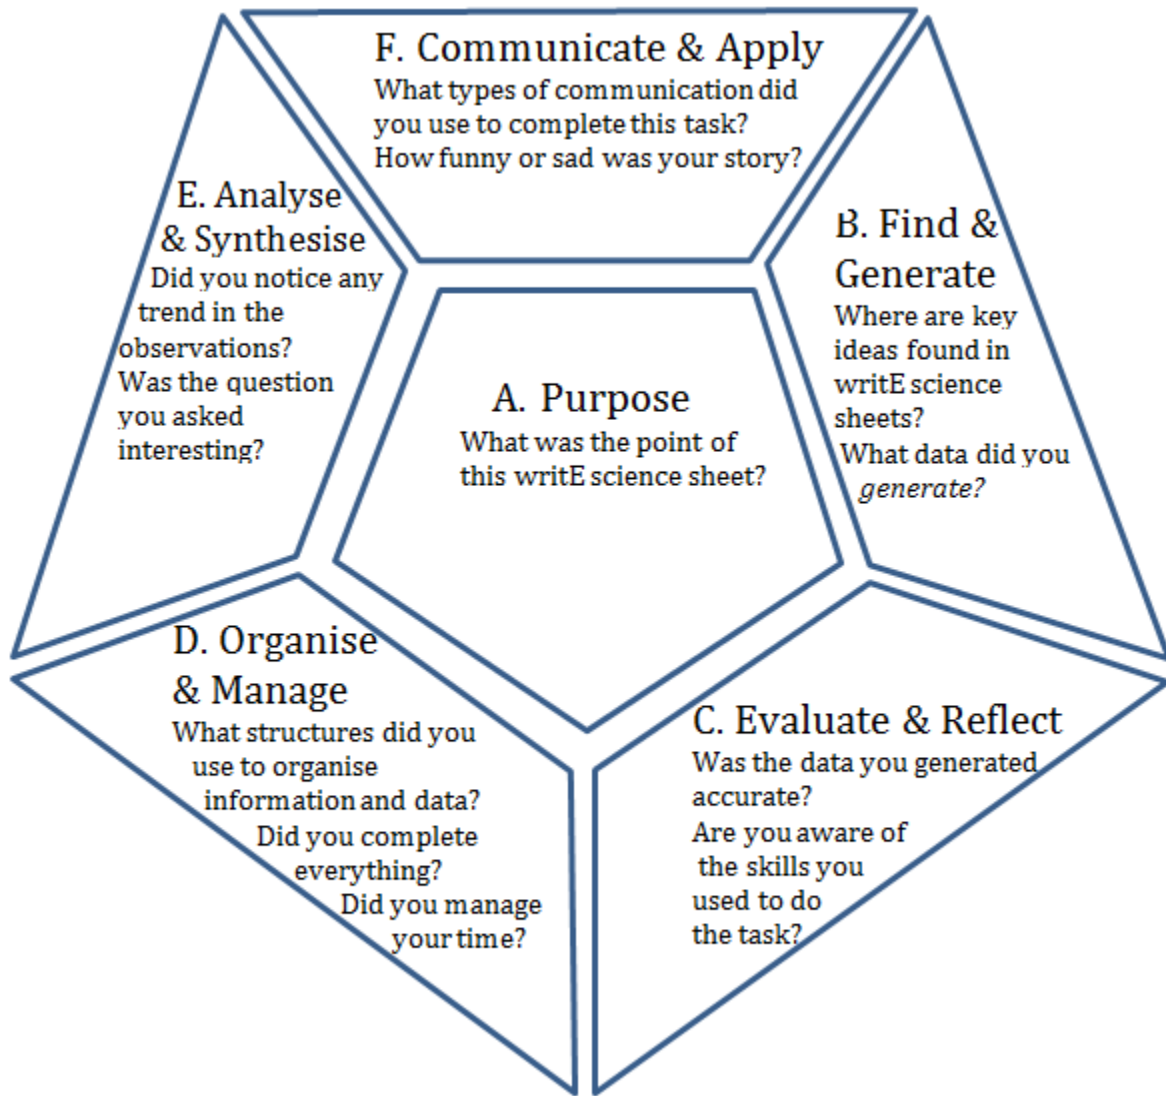 F. Communicate & Apply
What types of communication did
you use to complete this task?
How funny or sad was your story?
E. Analyse
& Synthesise
Did you notice any
trend in the
observations?
Was the question
you asked
interesting?
B. Find &
Generate
Where are key
ideas found in
writE science
sheets?
What data did you
generate?
A. Purpose
What was the point of
this writE science sheet?
D. Organise
& Manage
What structures did you
use to organise
information and data?
Did you complete
everything?
Did you manage
your time?
C. Evaluate & Reflect
Was the data you generated
accurate?
Are you aware of
the skills you
used to do
the task?